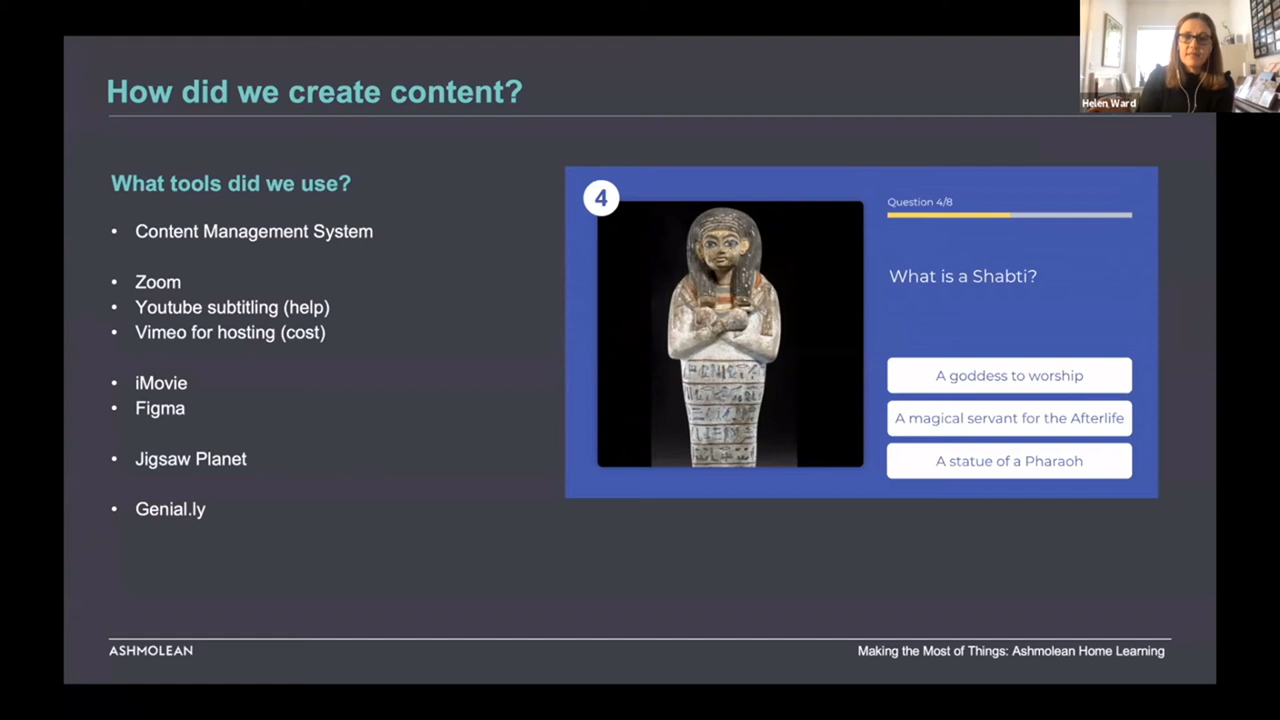 How did we create content?
Helen Ward
What tools did we use?
• Content Management System
• Zoom
• Youtube subtitling (help)
• Vimeo for hosting (cost)
• iMovie
• Figma
• Jigsaw Planet
• Genial.ly
4
Question 4/8
What is a Shabti?
A goddess to worship
A magical servant for the Afterlife
A statue of a Pharaoh
ASHMOLEAN
Making the Most of Things: Ashmolean Home Learning